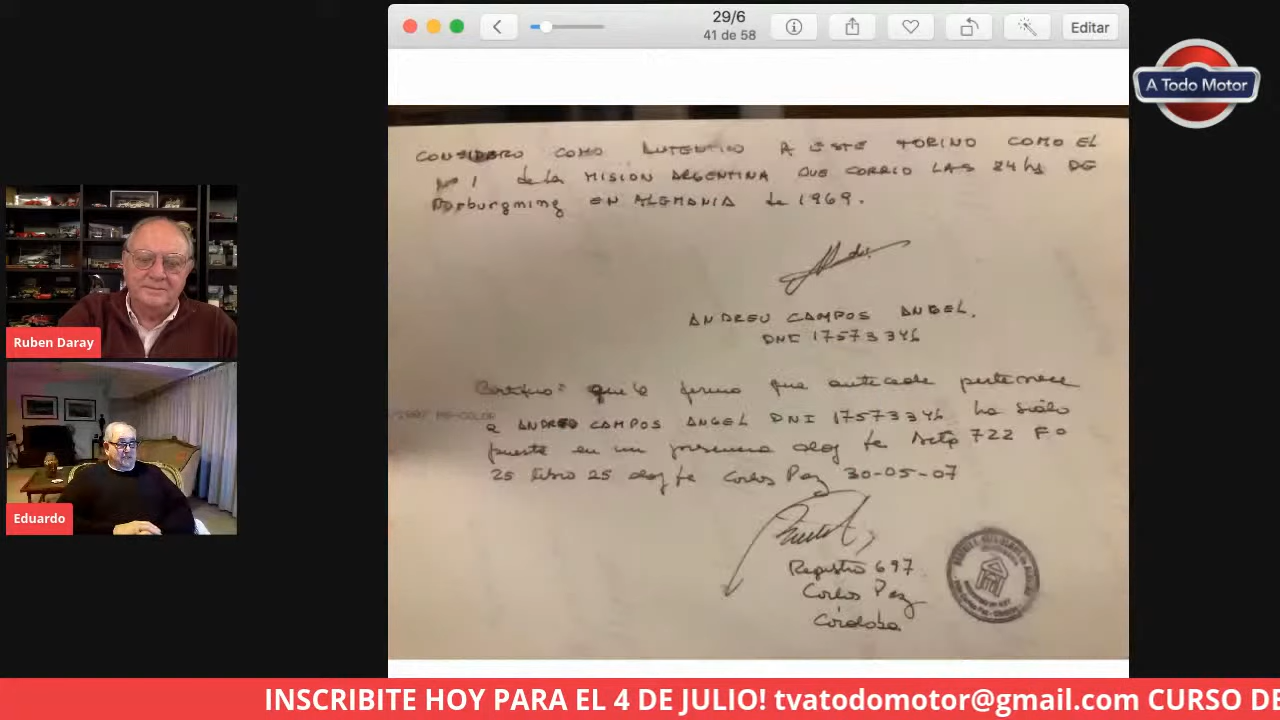 29/6
41 de 58
Editar
A Todo Motor
CONSIDERO COMO AUTENTICO A ESTE TORINO COMO EL
Nº 1 de la MISION ARGENTINA QUE CORRIO LAS 84 hs DE
EN ALEMANIA de 1969.
ANDREU CAMPOS ANGEL.
DNI 17573346
Certifico: que la firma que antecede pertenece
a ANDREU CAMPOS ANGEL DNI 17573346 ha sido
puesta en mi presencia doy fe Acta 722 Fo
25 libro 25 doy fe Carlos Paz 30-05-07
Registro 697
Carlos Paz
Córdoba
Ruben Daray
Eduardo
INSCRIBITE HOY PARA EL 4 DE JULIO! tvatodomotor@gmail.com CURSO DE